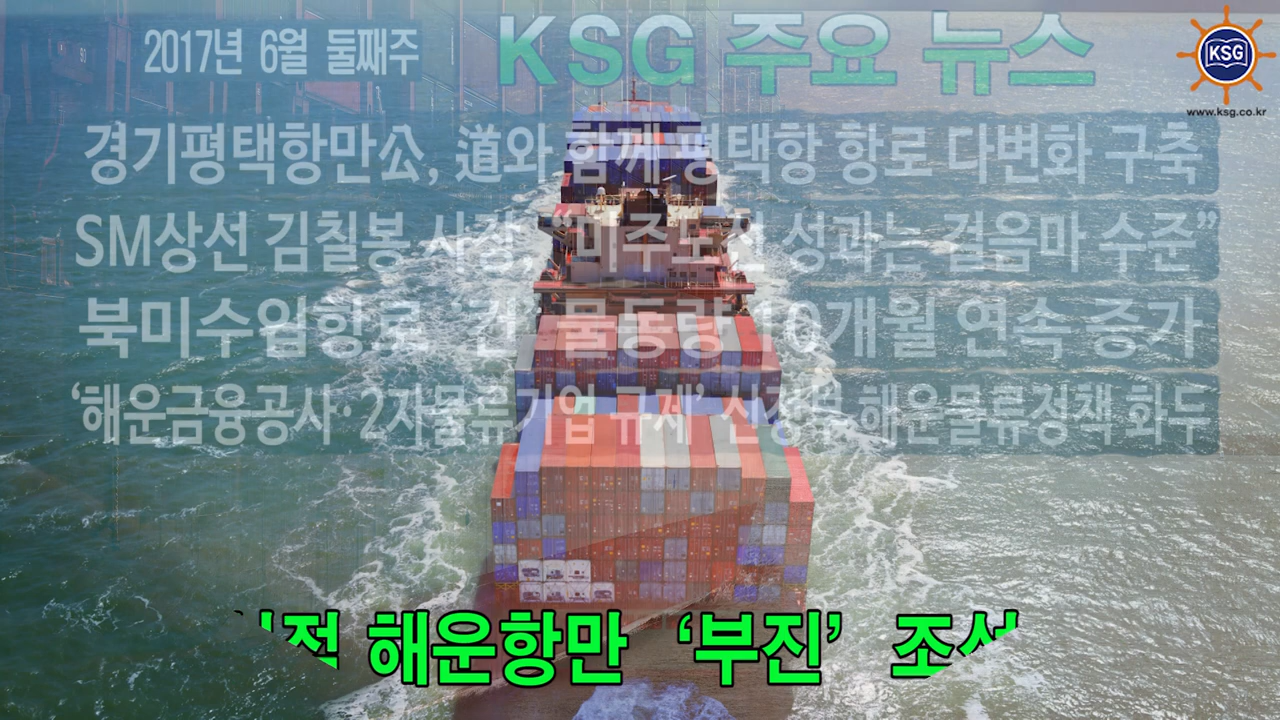 2017년 6월 둘째주
KSG 주요 뉴스
KSG
www.ksg.co.kr
경기평택항만公, 道와 함께 평택항 항로 다변화 구축
SM상선 김칠봉 사장, “미주노선 성과는 걸음마 수준”
북미수입항로 물동량 10개월 연속 증가
‘해운금융공사·2자물류기업 규제’ 신정부 해운물류정책 화두
해운항만 ‘부진’